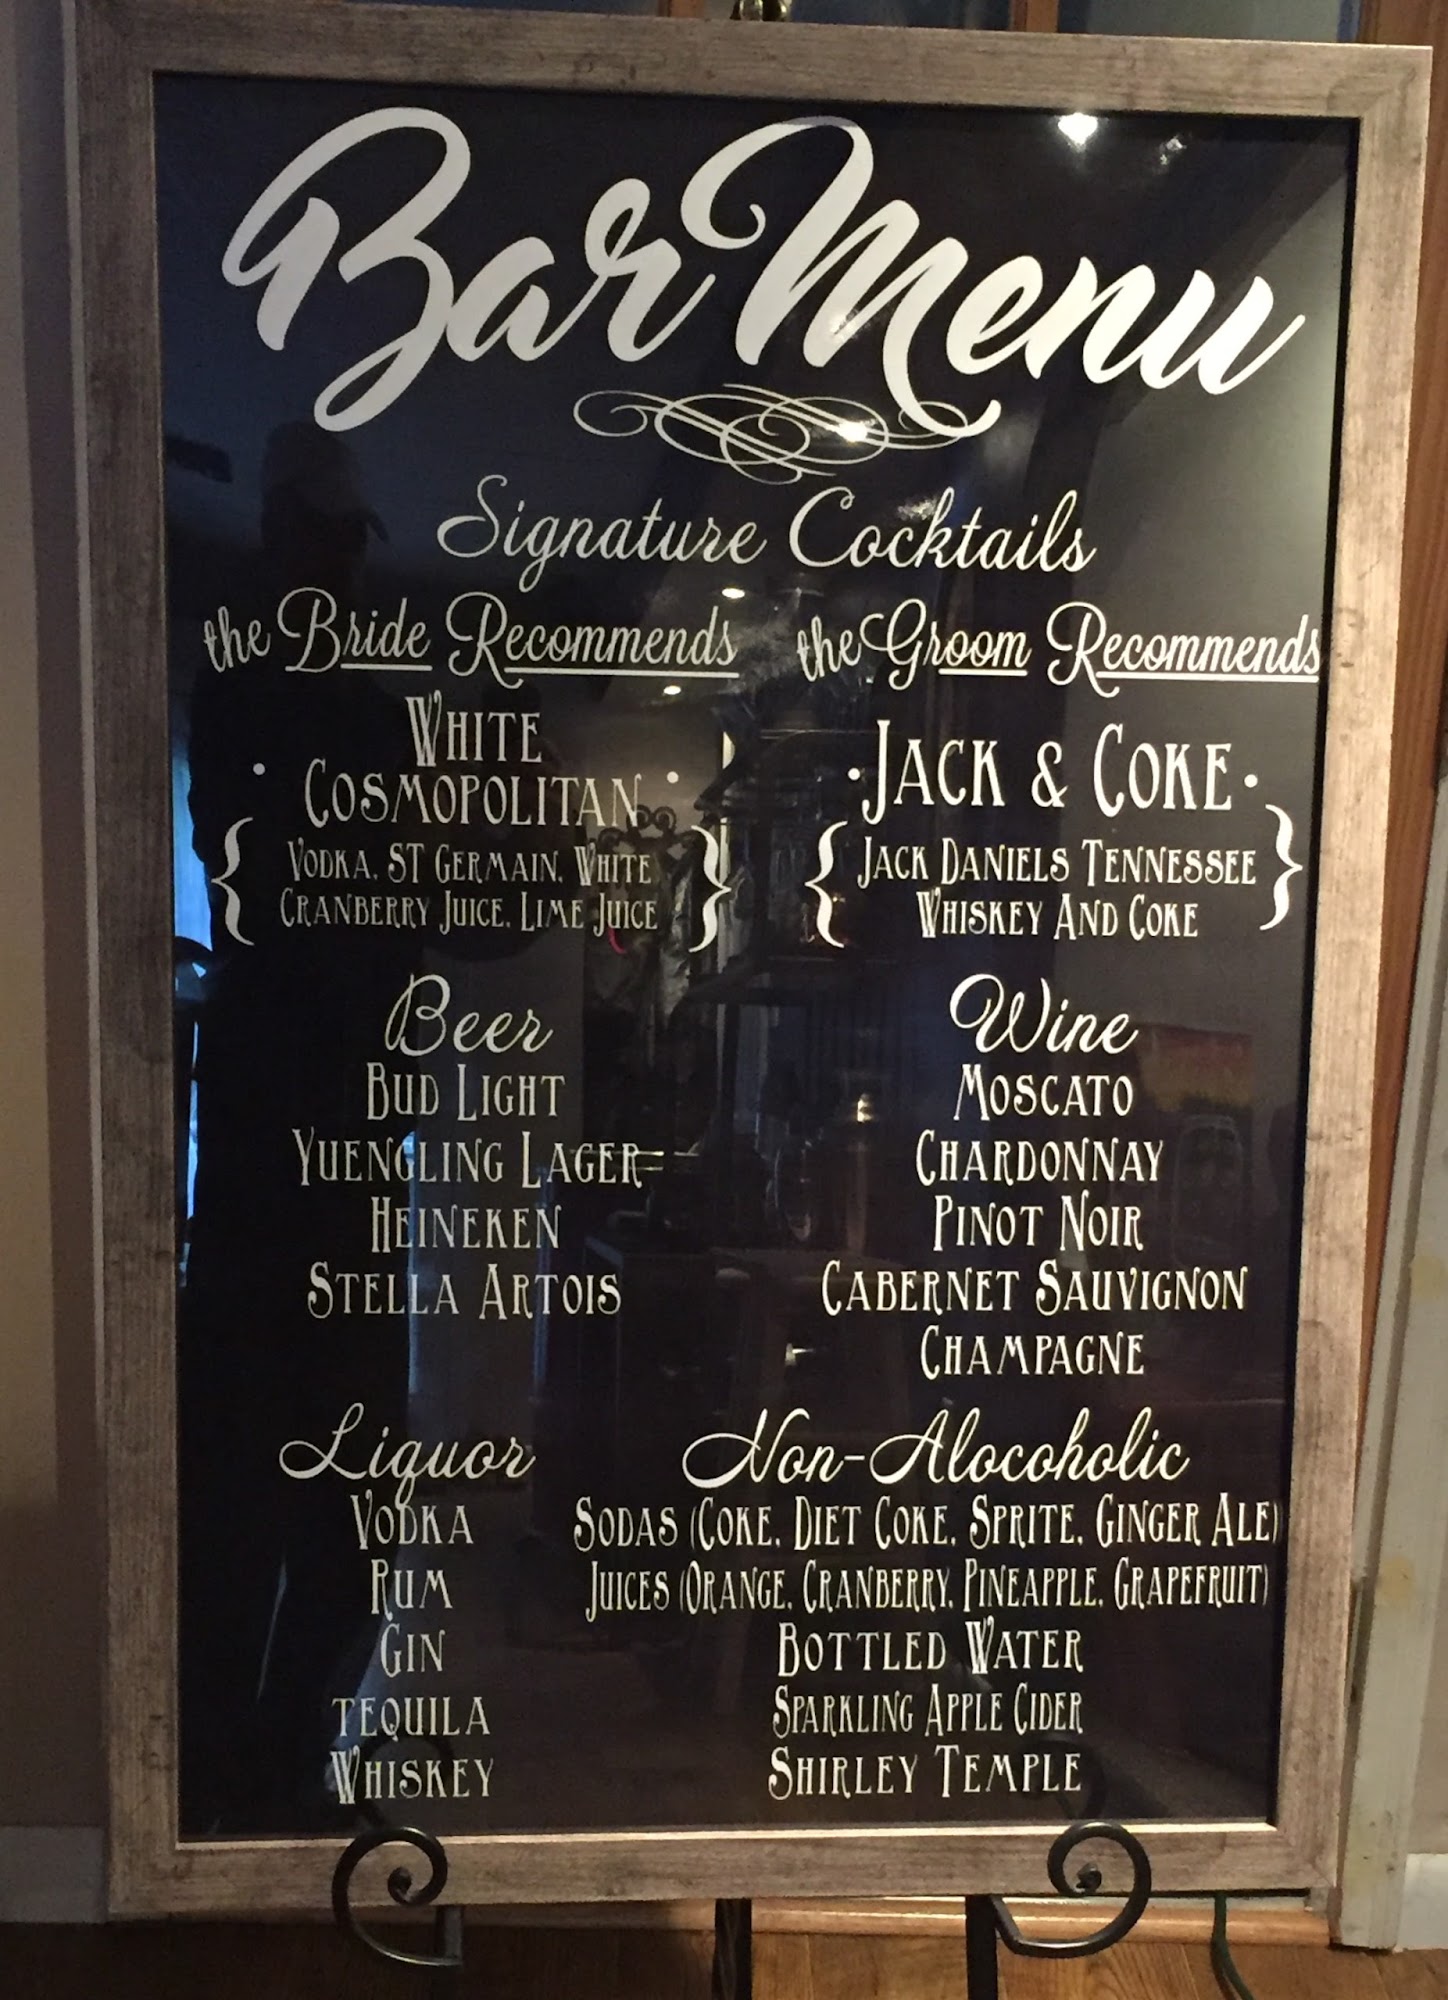 Bar Menu
Signature Cocktails
the Bride Recommends
White
Cosmopolitan
{ Vodka, ST Germain, White
Cranberry Juice, Lime Juice }
the Groom Recommends
· Jack & Coke ·
{ Jack Daniels Tennessee
Whiskey And Coke }
Beer
Bud Light
Yuengling Lager
Heineken
Stella Artois
Wine
Moscato
Chardonnay
Pinot Noir
Cabernet Sauvignon
Champagne
Liquor
Vodka
Rum
Gin
tequila
Whiskey
Non-Alocoholic
Sodas (Coke, Diet Coke, Sprite, Ginger Ale)
Juices (Orange, Cranberry, Pineapple, Grapefruit)
Bottled Water
Sparkling Apple Cider
Shirley Temple